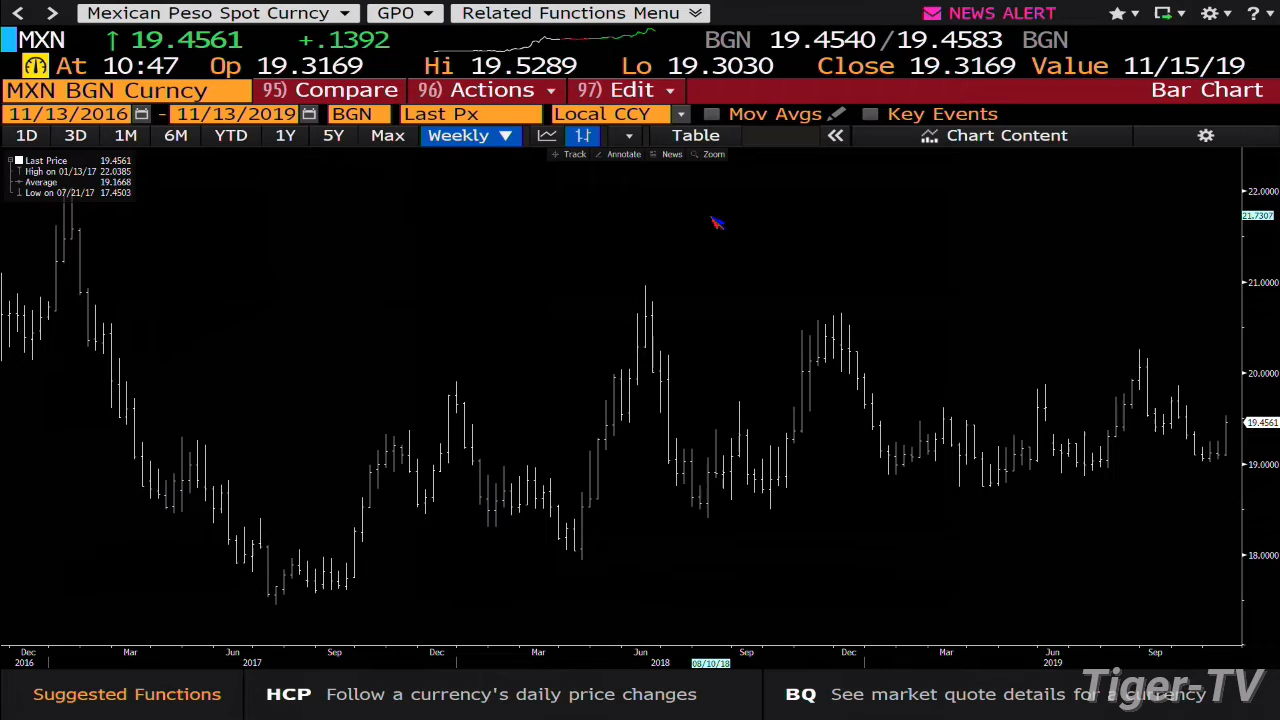 Mexican Peso Spot Curncy GPO Related Functions Menu NEWS ALERT ?
MXN ↑ 19.4561 +.1392 BGN 19.4540/19.4583 BGN
At 10:47 Op 19.3169 Hi 19.5289 Lo 19.3030 Close 19.3169 Value 11/15/19
MXN BGN Curncy 95) Compare 96) Actions 97) Edit Bar Chart
11/13/2016 - 11/13/2019 BGN Last Px Local CCY Mov Avgs Key Events
1D 3D 1M 6M YTD 1Y 5Y Max Weekly ▼ Table « Chart Content
Track Annotate News Zoom
Last Price 19.4561
High on 01/13/17 22.0385
Average 19.1668
Low on 07/21/17 17.4503
22.0000
21.7307
21.0000
20.0000
19.4561
19.0000
18.0000
Dec Mar Jun Sep Dec Mar Jun Sep Dec Mar Jun Sep
2016 2017 2018 08/10/18 2019
Suggested Functions HCP Follow a currency's daily price changes BQ See market quote details for a currency
Tiger-TV